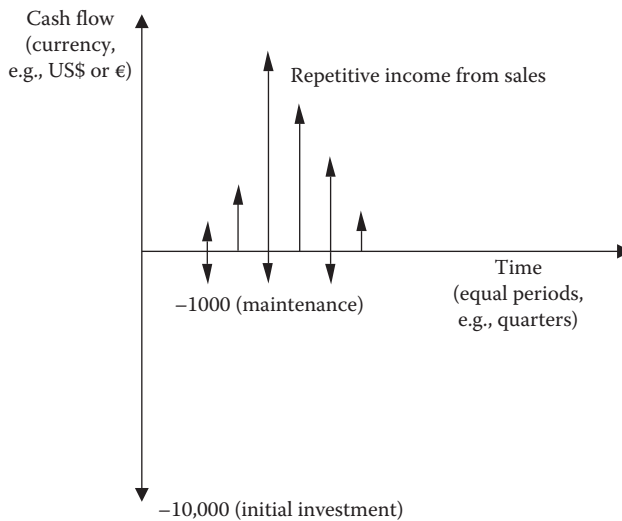 Cash flow
(currency,
e.g., US$ or €)
Repetitive income from sales
Time
(equal periods,
e.g., quarters)
–1000 (maintenance)
–10,000 (initial investment)